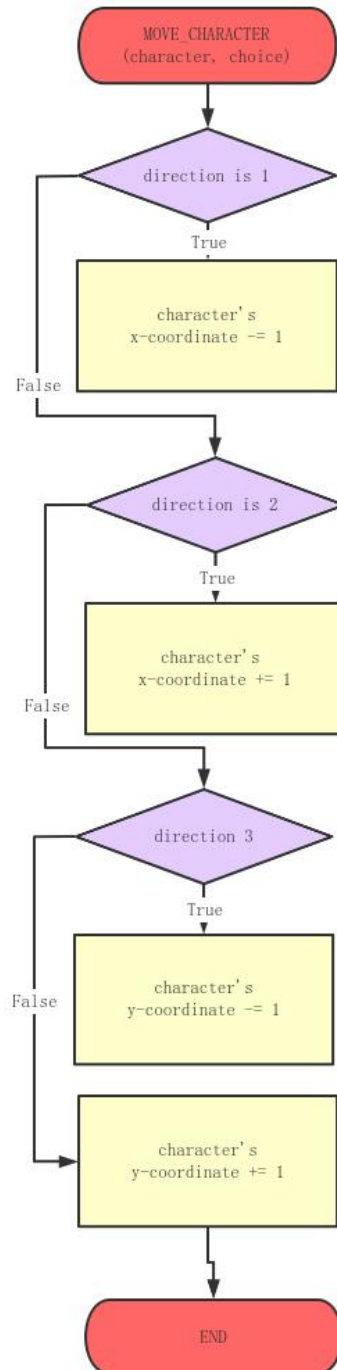 MOVE_CHARACTER
(character, choice)
direction is 1
True
character's
x-coordinate -= 1
False
direction is 2
True
character's
x-coordinate += 1
False
direction 3
True
character's
y-coordinate -= 1
False
character's
y-coordinate += 1
END